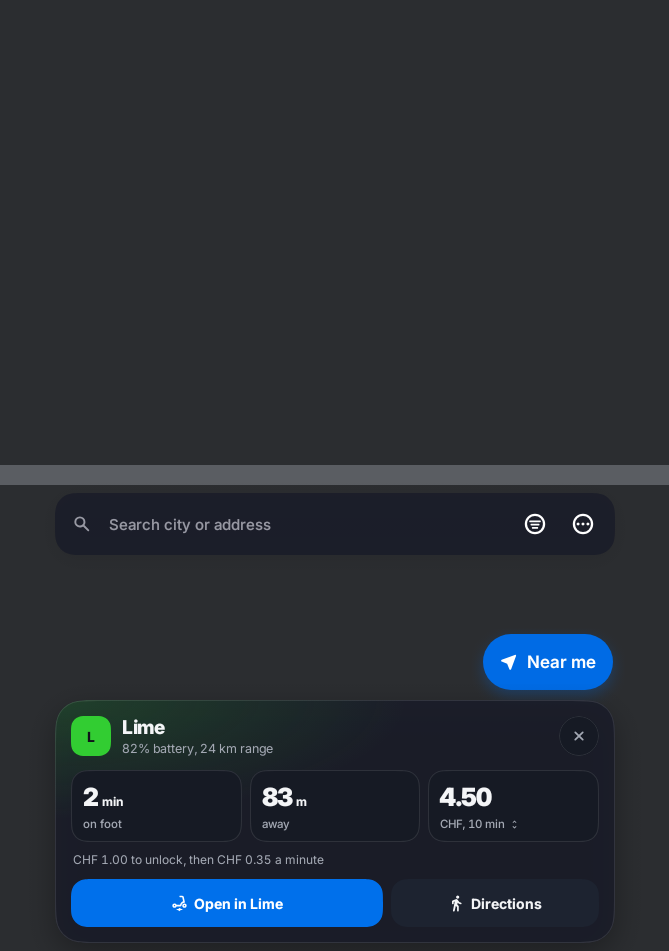 Search city or address
Near me
L
Lime
82% battery, 24 km range
2 min
on foot
83 m
away
4.50
CHF, 10 min
CHF 1.00 to unlock, then CHF 0.35 a minute
Open in Lime
Directions